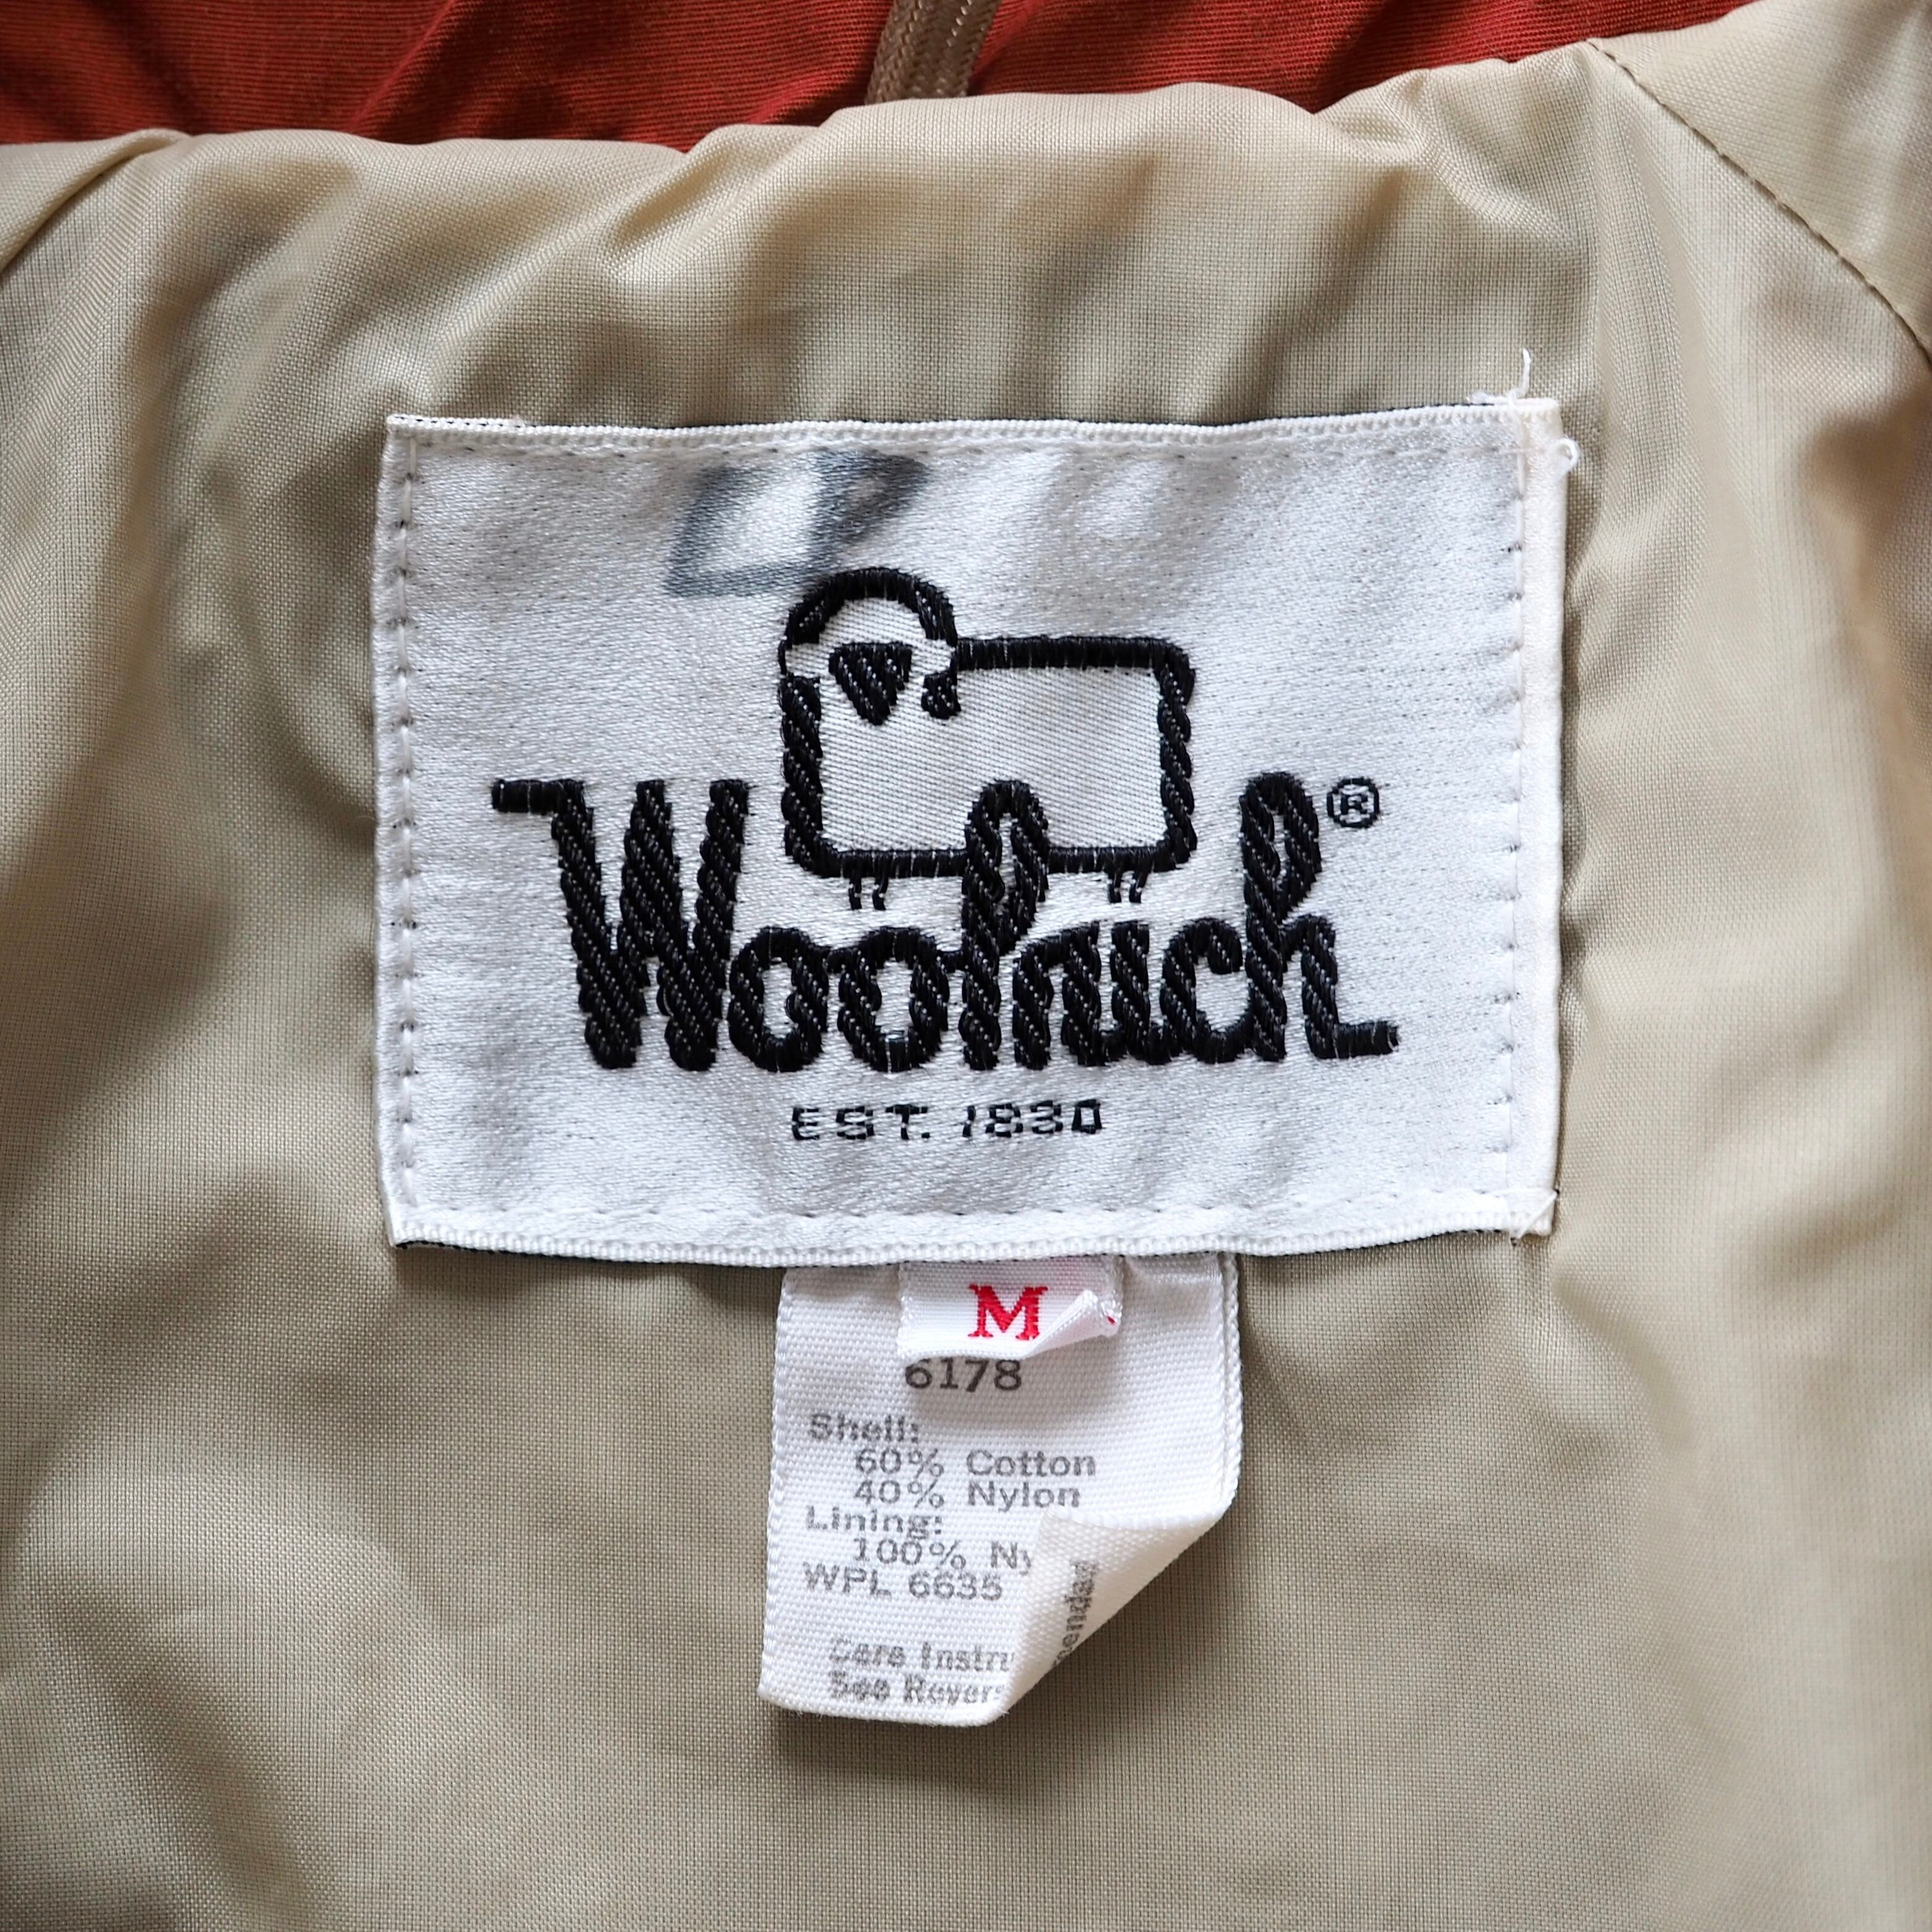 Woolrich®
EST. 1830
M
6178
Shell:
60% Cotton
40% Nylon
Lining:
100% Ny
WPL 6635
Care Instru
See Revers